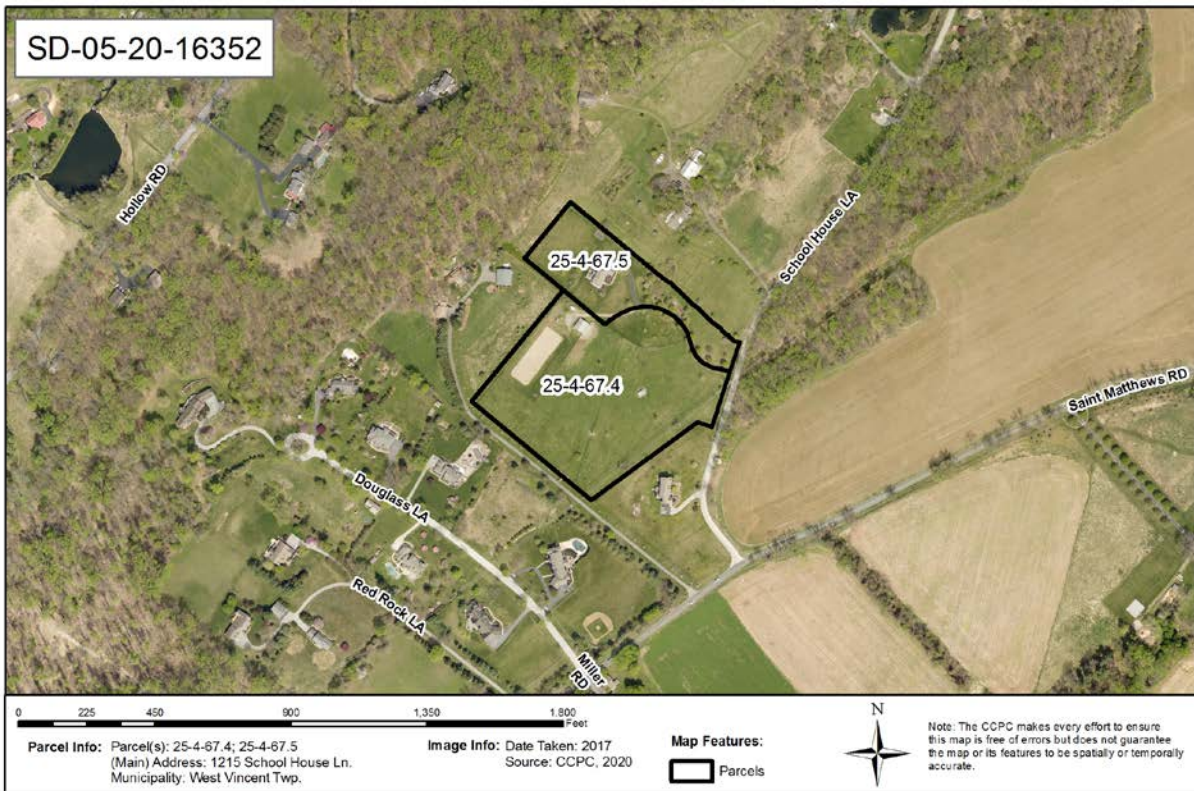 SD-05-20-16352
Hollow RD
School House LA
25-4-67.5
25-4-67.4
Saint Matthews RD
Douglass LA
Red Rock LA
Miller
RD
0 225 450 900 1,350 1,800
Feet
Parcel Info: Parcel(s): 25-4-67.4; 25-4-67.5
(Main) Address: 1215 School House Ln.
Municipality: West Vincent Twp.
Image Info: Date Taken: 2017
Source: CCPC, 2020
Map Features:
Parcels
N
Note: The CCPC makes every effort to ensure
this map is free of errors but does not guarantee
the map or its features to be spatially or temporally
accurate.